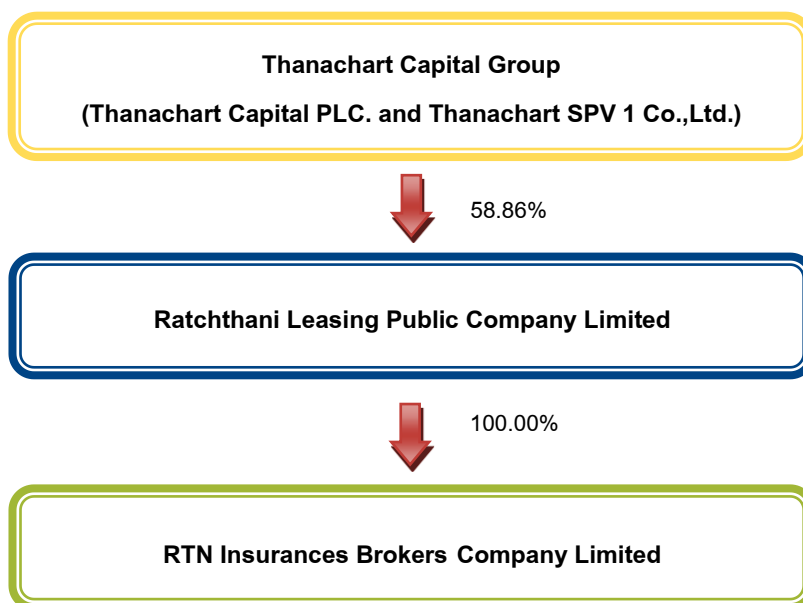 Thanachart Capital Group
(Thanachart Capital PLC. and Thanachart SPV 1 Co.,Ltd.)
58.86%
Ratchthani Leasing Public Company Limited
100.00%
RTN Insurances Brokers Company Limited